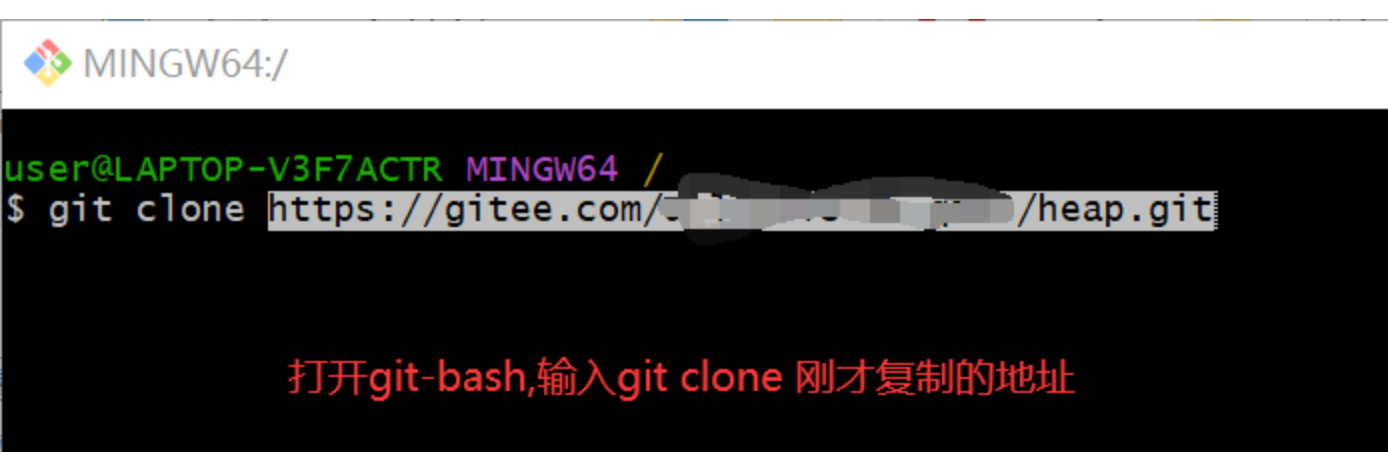 MINGW64:/
user@LAPTOP-V3F7ACTR MINGW64 /
$ git clone https://gitee.com/ /heap.git
打开git-bash,输入git clone 刚才复制的地址